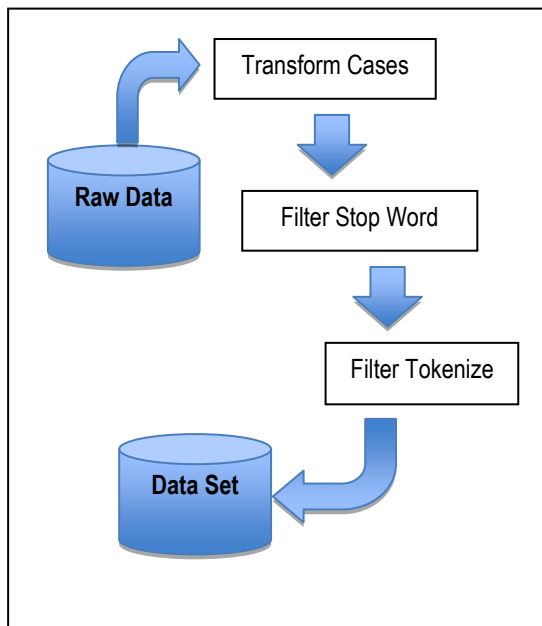 Transform Cases
Raw Data
Filter Stop Word
Filter Tokenize
Data Set